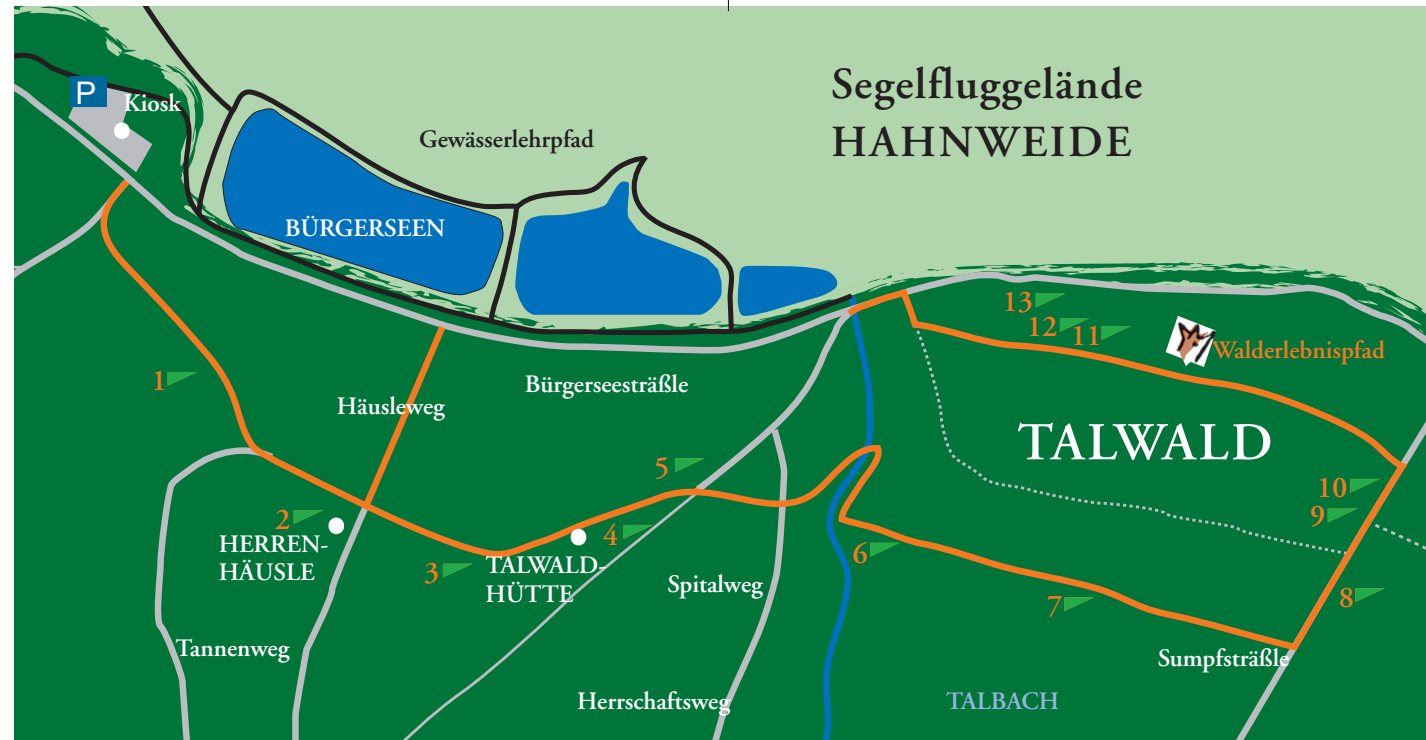 Segelfluggelände
HAHNWEIDE
P
Kiosk
Gewässerlehrpfad
BÜRGERSEEN
13
12
11
Walderlebnispfad
1
Bürgerseesträßle
Häusleweg
TALWALD
5
10
9
2
HERREN-
HÄUSLE
4
3
TALWALD-
HÜTTE
6
Spitalweg
7
8
Tannenweg
Sumpfsträßle
Herrschaftsweg
TALBACH